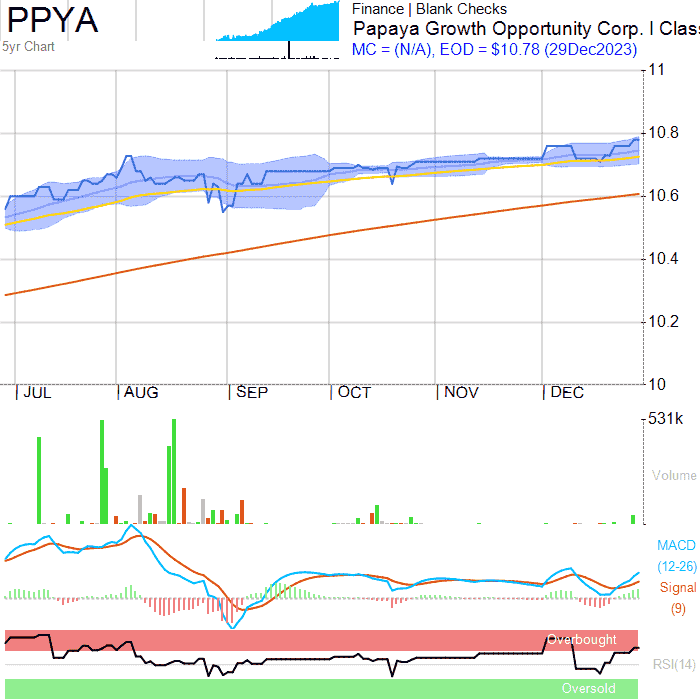 PPYA
5yr Chart
Finance | Blank Checks
Papaya Growth Opportunity Corp. I Class
MC = (N/A), EOD = $10.78 (29Dec2023)
11
10.8
10.6
10.4
10.2
10
JUL
AUG
SEP
OCT
NOV
DEC
531k
Volume
MACD
(12-26)
Signal
(9)
Overbought
RSI(14)
Oversold